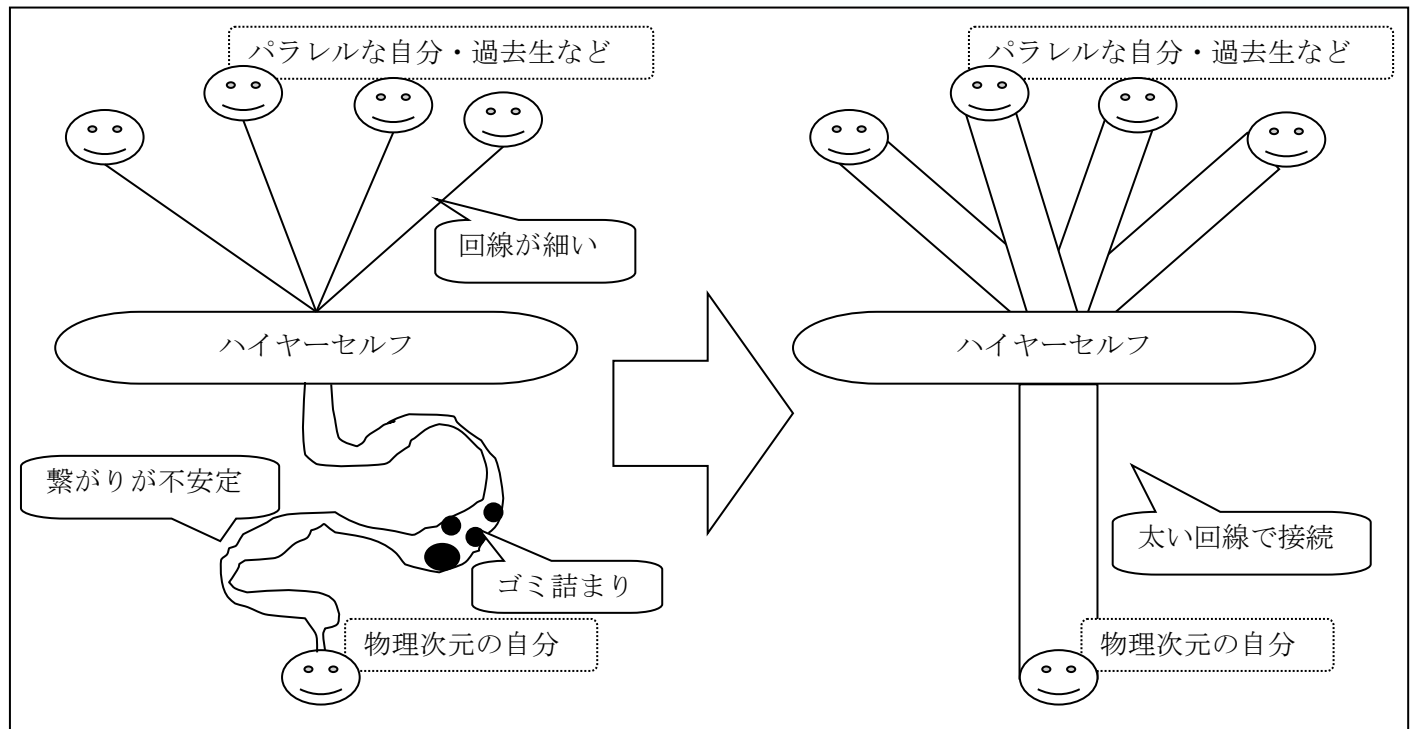 パラレルな自分・過去生など
回線が細い
ハイヤーセルフ
繋がりが不安定
ゴミ詰まり
物理次元の自分
パラレルな自分・過去生など
ハイヤーセルフ
太い回線で接続
物理次元の自分